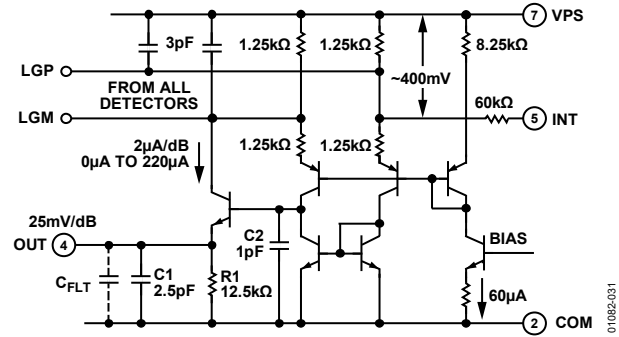 7 VPS
3pF
1.25kΩ
1.25kΩ
8.25kΩ
LGP
FROM ALL
DETECTORS
~400mV
60kΩ
5 INT
LGM
1.25kΩ
1.25kΩ
2µA/dB
0µA TO 220µA
25mV/dB
OUT 4
C2
1pF
BIAS
CFLT
C1
2.5pF
R1
12.5kΩ
60µA
2 COM
01082-031